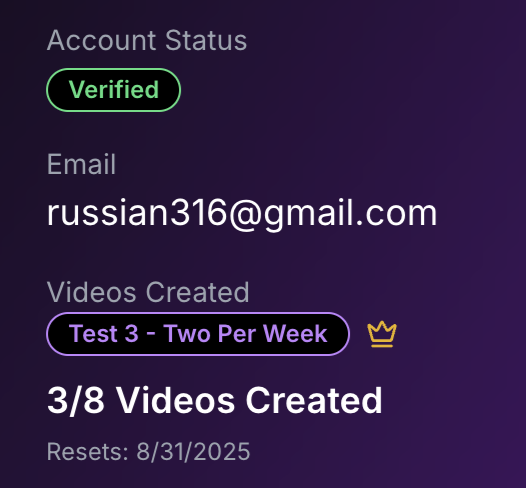 Account Status
Verified
Email
russian316@gmail.com
Videos Created
Test 3 - Two Per Week
3/8 Videos Created
Resets: 8/31/2025